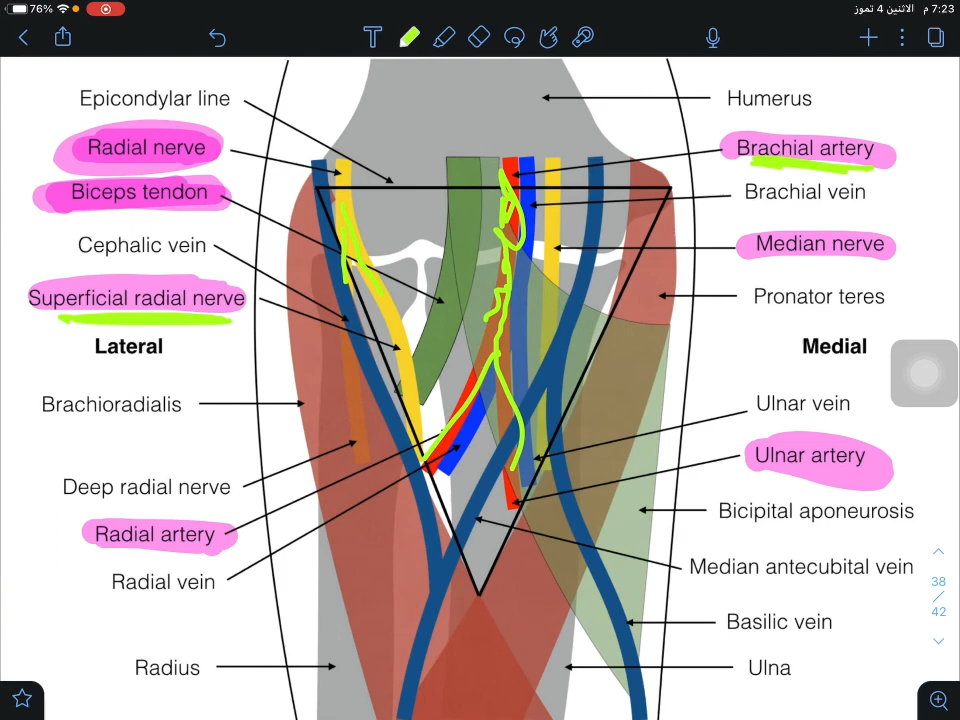 76%
7:23 م الاثنين 4 تموز
Epicondylar line
Humerus
Radial nerve
Brachial artery
Biceps tendon
Brachial vein
Cephalic vein
Median nerve
Superficial radial nerve
Pronator teres
Lateral
Medial
Brachioradialis
Ulnar vein
Ulnar artery
Deep radial nerve
Bicipital aponeurosis
Radial artery
Median antecubital vein
Radial vein
38
/
42
Basilic vein
Radius
Ulna